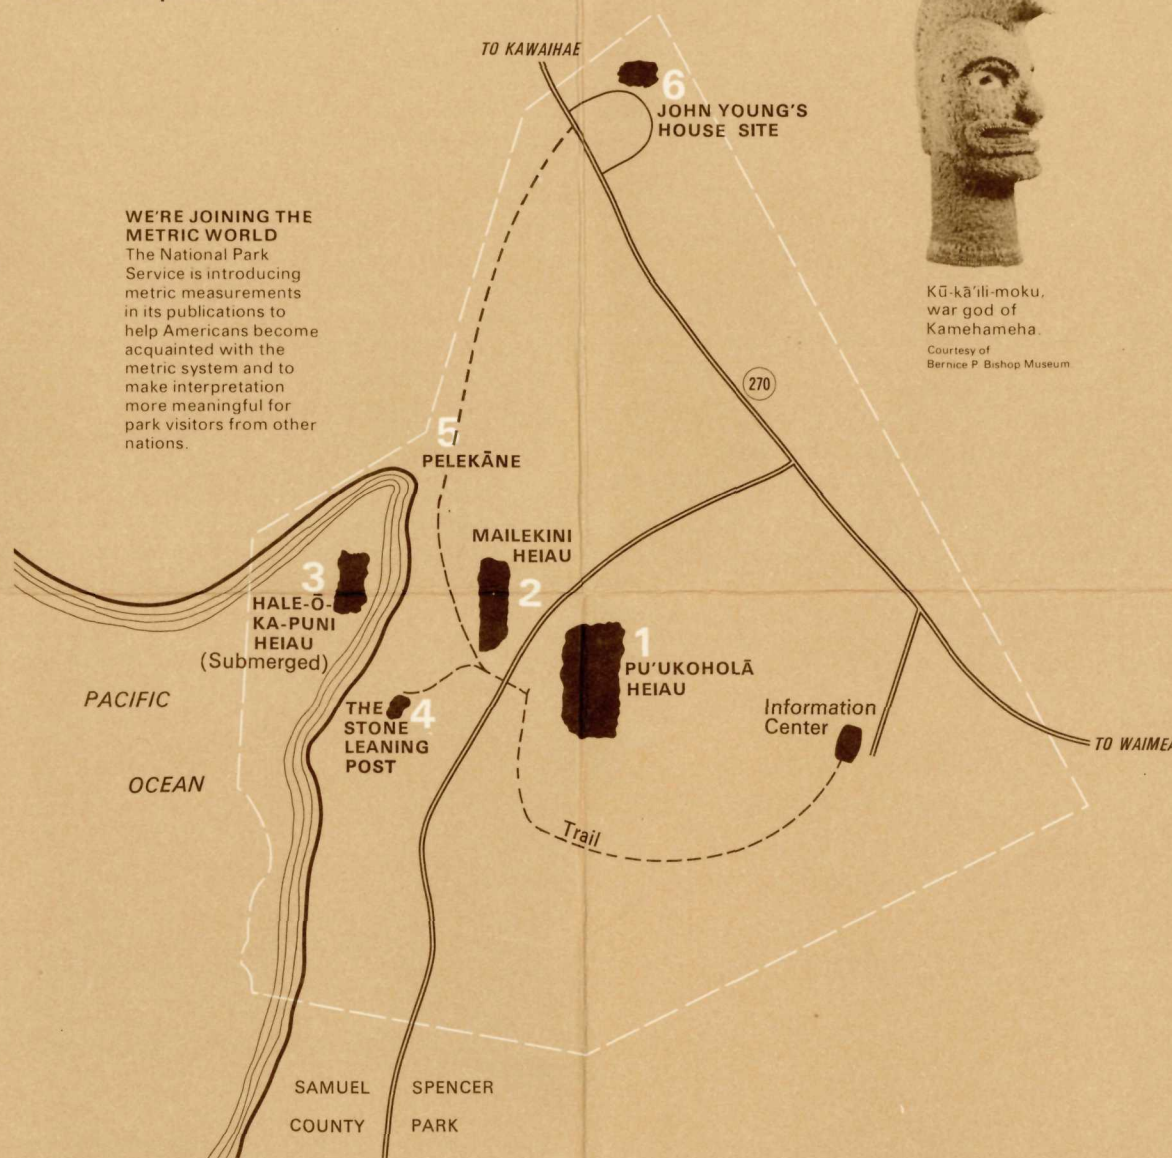 TO KAWAIHAE
6
JOHN YOUNG'S
HOUSE SITE
WE'RE JOINING THE
METRIC WORLD
The National Park
Service is introducing
metric measurements
in its publications to
help Americans become
acquainted with the
metric system and to
make interpretation
more meaningful for
park visitors from other
nations.
Kū-kā'ili-moku,
war god of
Kamehameha.
Courtesy of
Bernice P. Bishop Museum
270
5
PELEKĀNE
MAILEKINI
HEIAU
2
3
HALE-Ō-
KA-PUNI
HEIAU
(Submerged)
1
PU'UKOHOLĀ
HEIAU
PACIFIC
OCEAN
THE
STONE
LEANING
POST
4
Information
Center
TO WAIMEA
Trail
SAMUEL SPENCER
COUNTY PARK